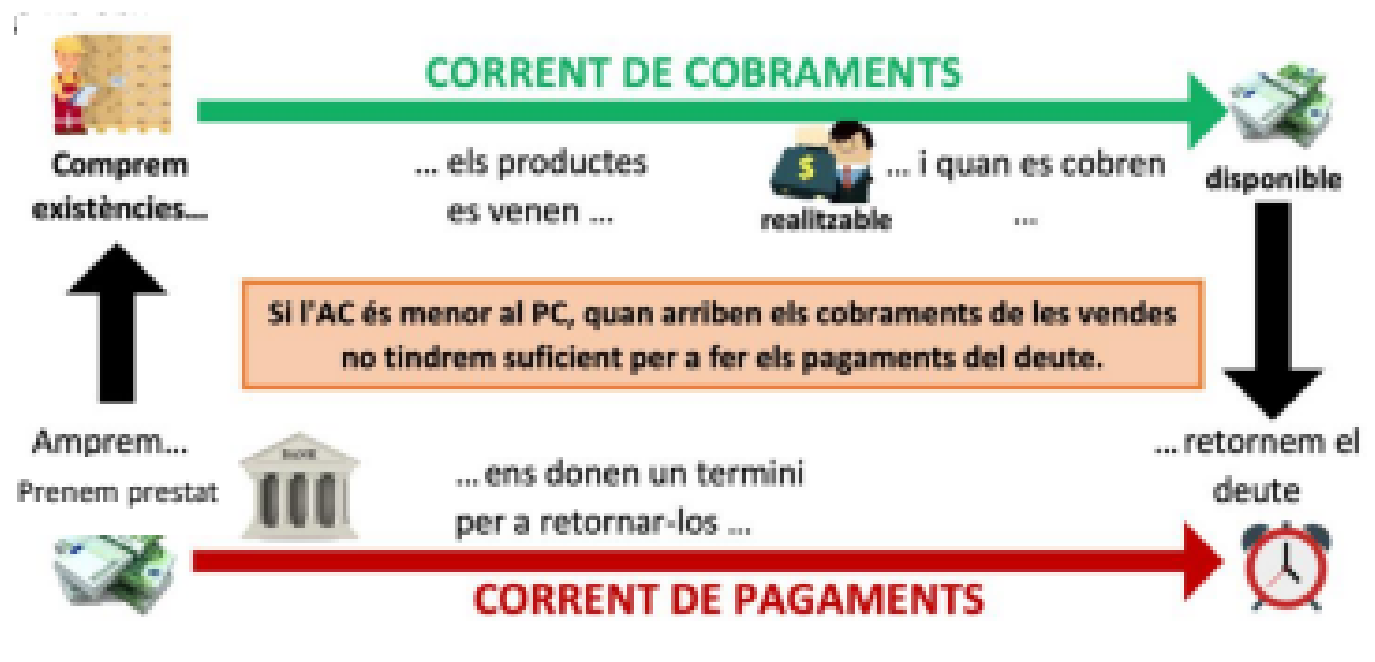 CORRENT DE COBRAMENTS
Comprem
existències...
... els productes
es venen ...
realitzable
... i quan es cobren
...
disponible
Si l'AC és menor al PC, quan arriben els cobraments de les vendes
no tindrem suficient per a fer els pagaments del deute.
Amprem...
Prenem prestat
BANK
... ens donen un termini
per a retornar-los ...
... retornem el
deute
CORRENT DE PAGAMENTS